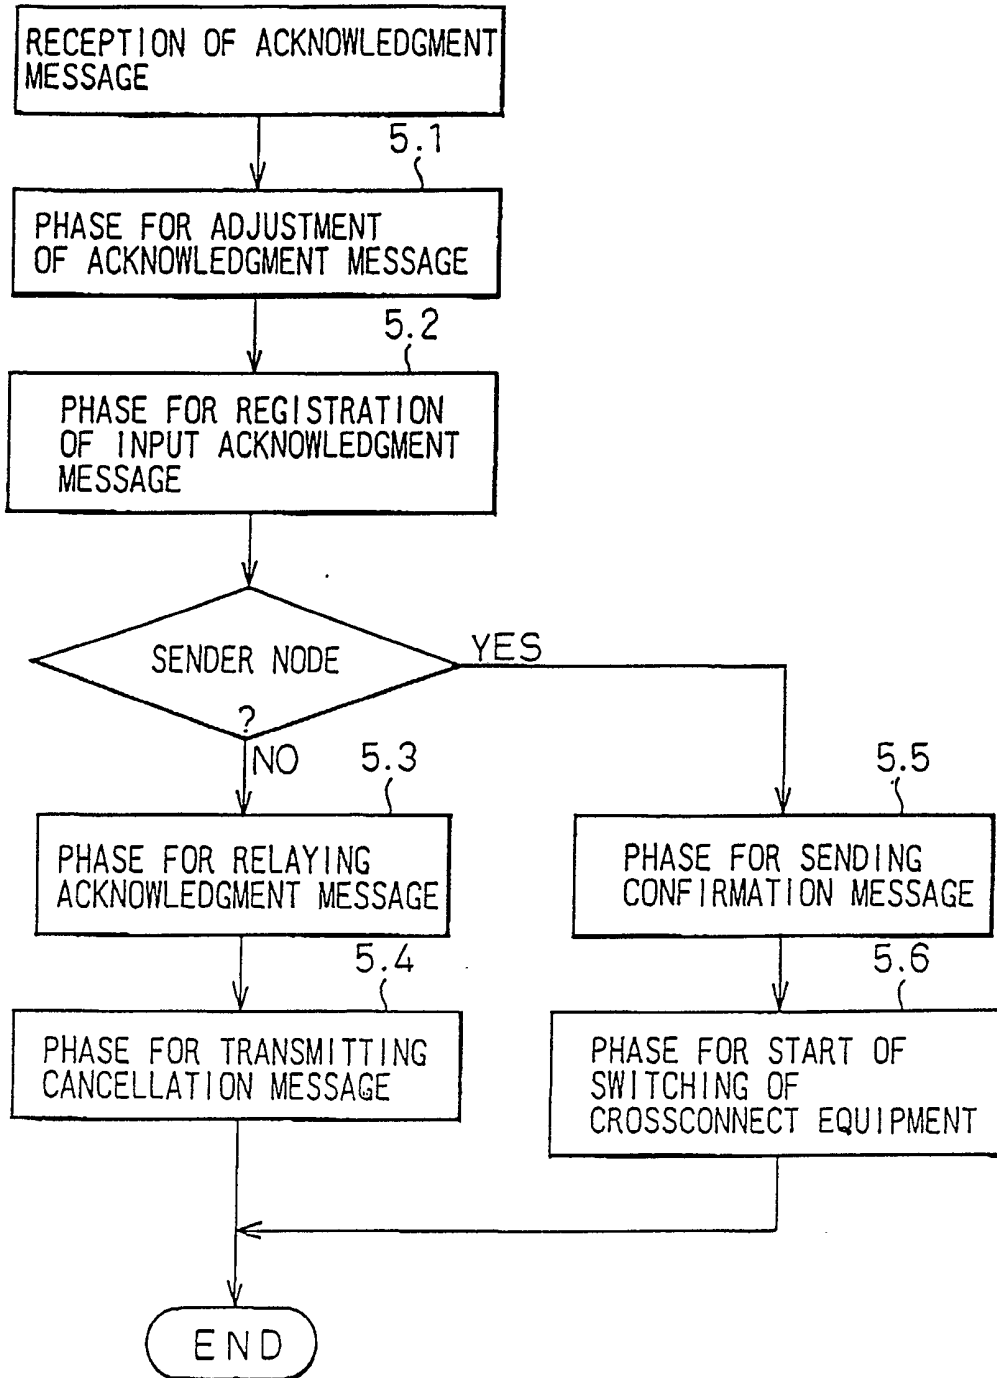 RECEPTION OF ACKNOWLEDGMENT
MESSAGE
5.1
PHASE FOR ADJUSTMENT
OF ACKNOWLEDGMENT MESSAGE
5.2
PHASE FOR REGISTRATION
OF INPUT ACKNOWLEDGMENT
MESSAGE
SENDER NODE
?
YES
NO
5.3
PHASE FOR RELAYING
ACKNOWLEDGMENT MESSAGE
5.4
PHASE FOR TRANSMITTING
CANCELLATION MESSAGE
5.5
PHASE FOR SENDING
CONFIRMATION MESSAGE
5.6
PHASE FOR START OF
SWITCHING OF
CROSSCONNECT EQUIPMENT
END